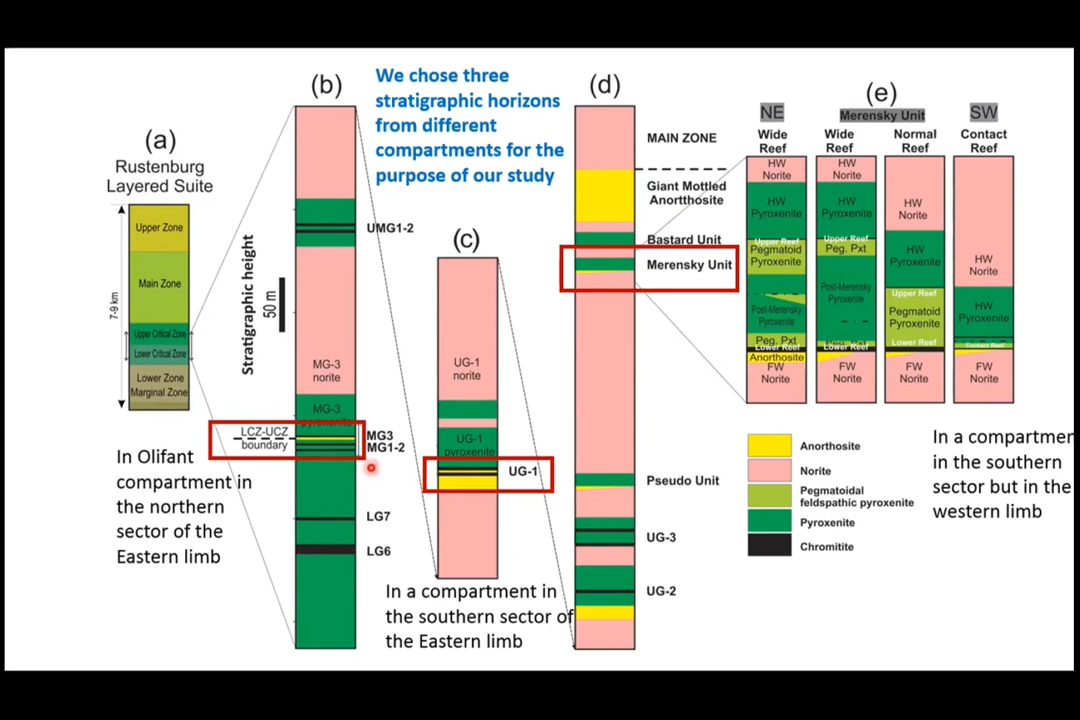 (a)
Rustenburg
Layered Suite
Upper Zone
Main Zone
Upper Critical Zone
Lower Critical Zone
Lower Zone
Marginal Zone
7-9 km
In Olifant
compartment in
the northern
sector of the
Eastern limb
Stratigraphic height
50 m
(b)
UMG1-2
MG-3
norite
MG-3
pyroxenite
LCZ-UCZ
boundary
MG3
MG1-2
LG7
LG6
We chose three
stratigraphic horizons
from different
compartments for the
purpose of our study
(c)
UG-1
norite
UG-1
pyroxenite
UG-1
In a compartment in
the southern sector of
the Eastern limb
(d)
MAIN ZONE
Giant Mottled
Anortthosite
Bastard Unit
Merensky Unit
Pseudo Unit
UG-3
UG-2
(e)
NE
Merensky Unit
SW
Wide
Reef
Wide
Reef
Normal
Reef
Contact
Reef
HW
Norite
HW
Pyroxenite
Upper Reef
Pegmatoid
Pyroxenite
Post-Merensky
Pyroxenite
Peg. Pxt
Lower Reef
Anorthosite
FW
Norite
HW
Norite
HW
Pyroxenite
Upper Reef
Peg. Pxt
Post-Merensky
Pyroxenite
Lower Reef
FW
Norite
HW
Norite
HW
Pyroxenite
Upper Reef
Pegmatoid
Pyroxenite
Lower Reef
FW
Norite
HW
Norite
HW
Pyroxenite
Contact Reef
FW
Norite
Anorthosite
Norite
Pegmatoidal
feldspathic pyroxenite
Pyroxenite
Chromitite
In a compartmen
in the southern
sector but in the
western limb